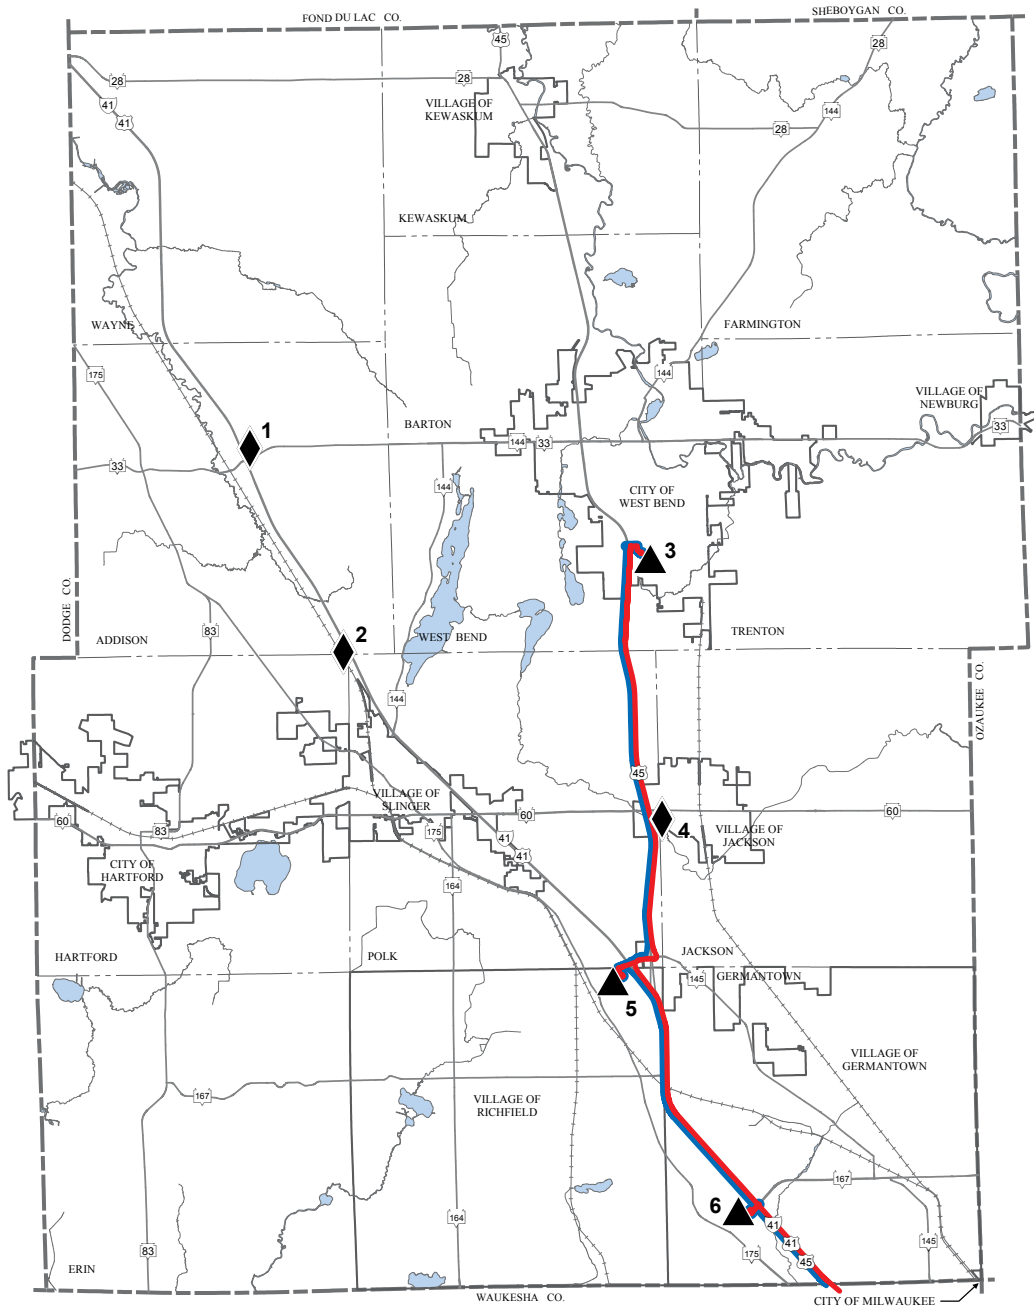 FOND DU LAC CO.
SHEBOYGAN CO.
45
28
28
28
41
41
VILLAGE OF
KEWASKUM
144
28
KEWASKUM
WAYNE
FARMINGTON
175
144
VILLAGE OF
NEWBURG
1
BARTON
33
144
33
33
144
CITY OF
WEST BEND
3
DODGE CO.
83
ADDISON
2
WEST BEND
TRENTON
OZAUKEE CO.
144
45
VILLAGE OF
SLINGER
60
60
60
83
175
41
41
4
VILLAGE OF
JACKSON
CITY OF
HARTFORD
164
HARTFORD
POLK
JACKSON
GERMANTOWN
145
5
VILLAGE OF
GERMANTOWN
167
VILLAGE OF
RICHFIELD
167
6
164
41
41
45
83
175
145
ERIN
WAUKESHA CO.
CITY OF MILWAUKEE